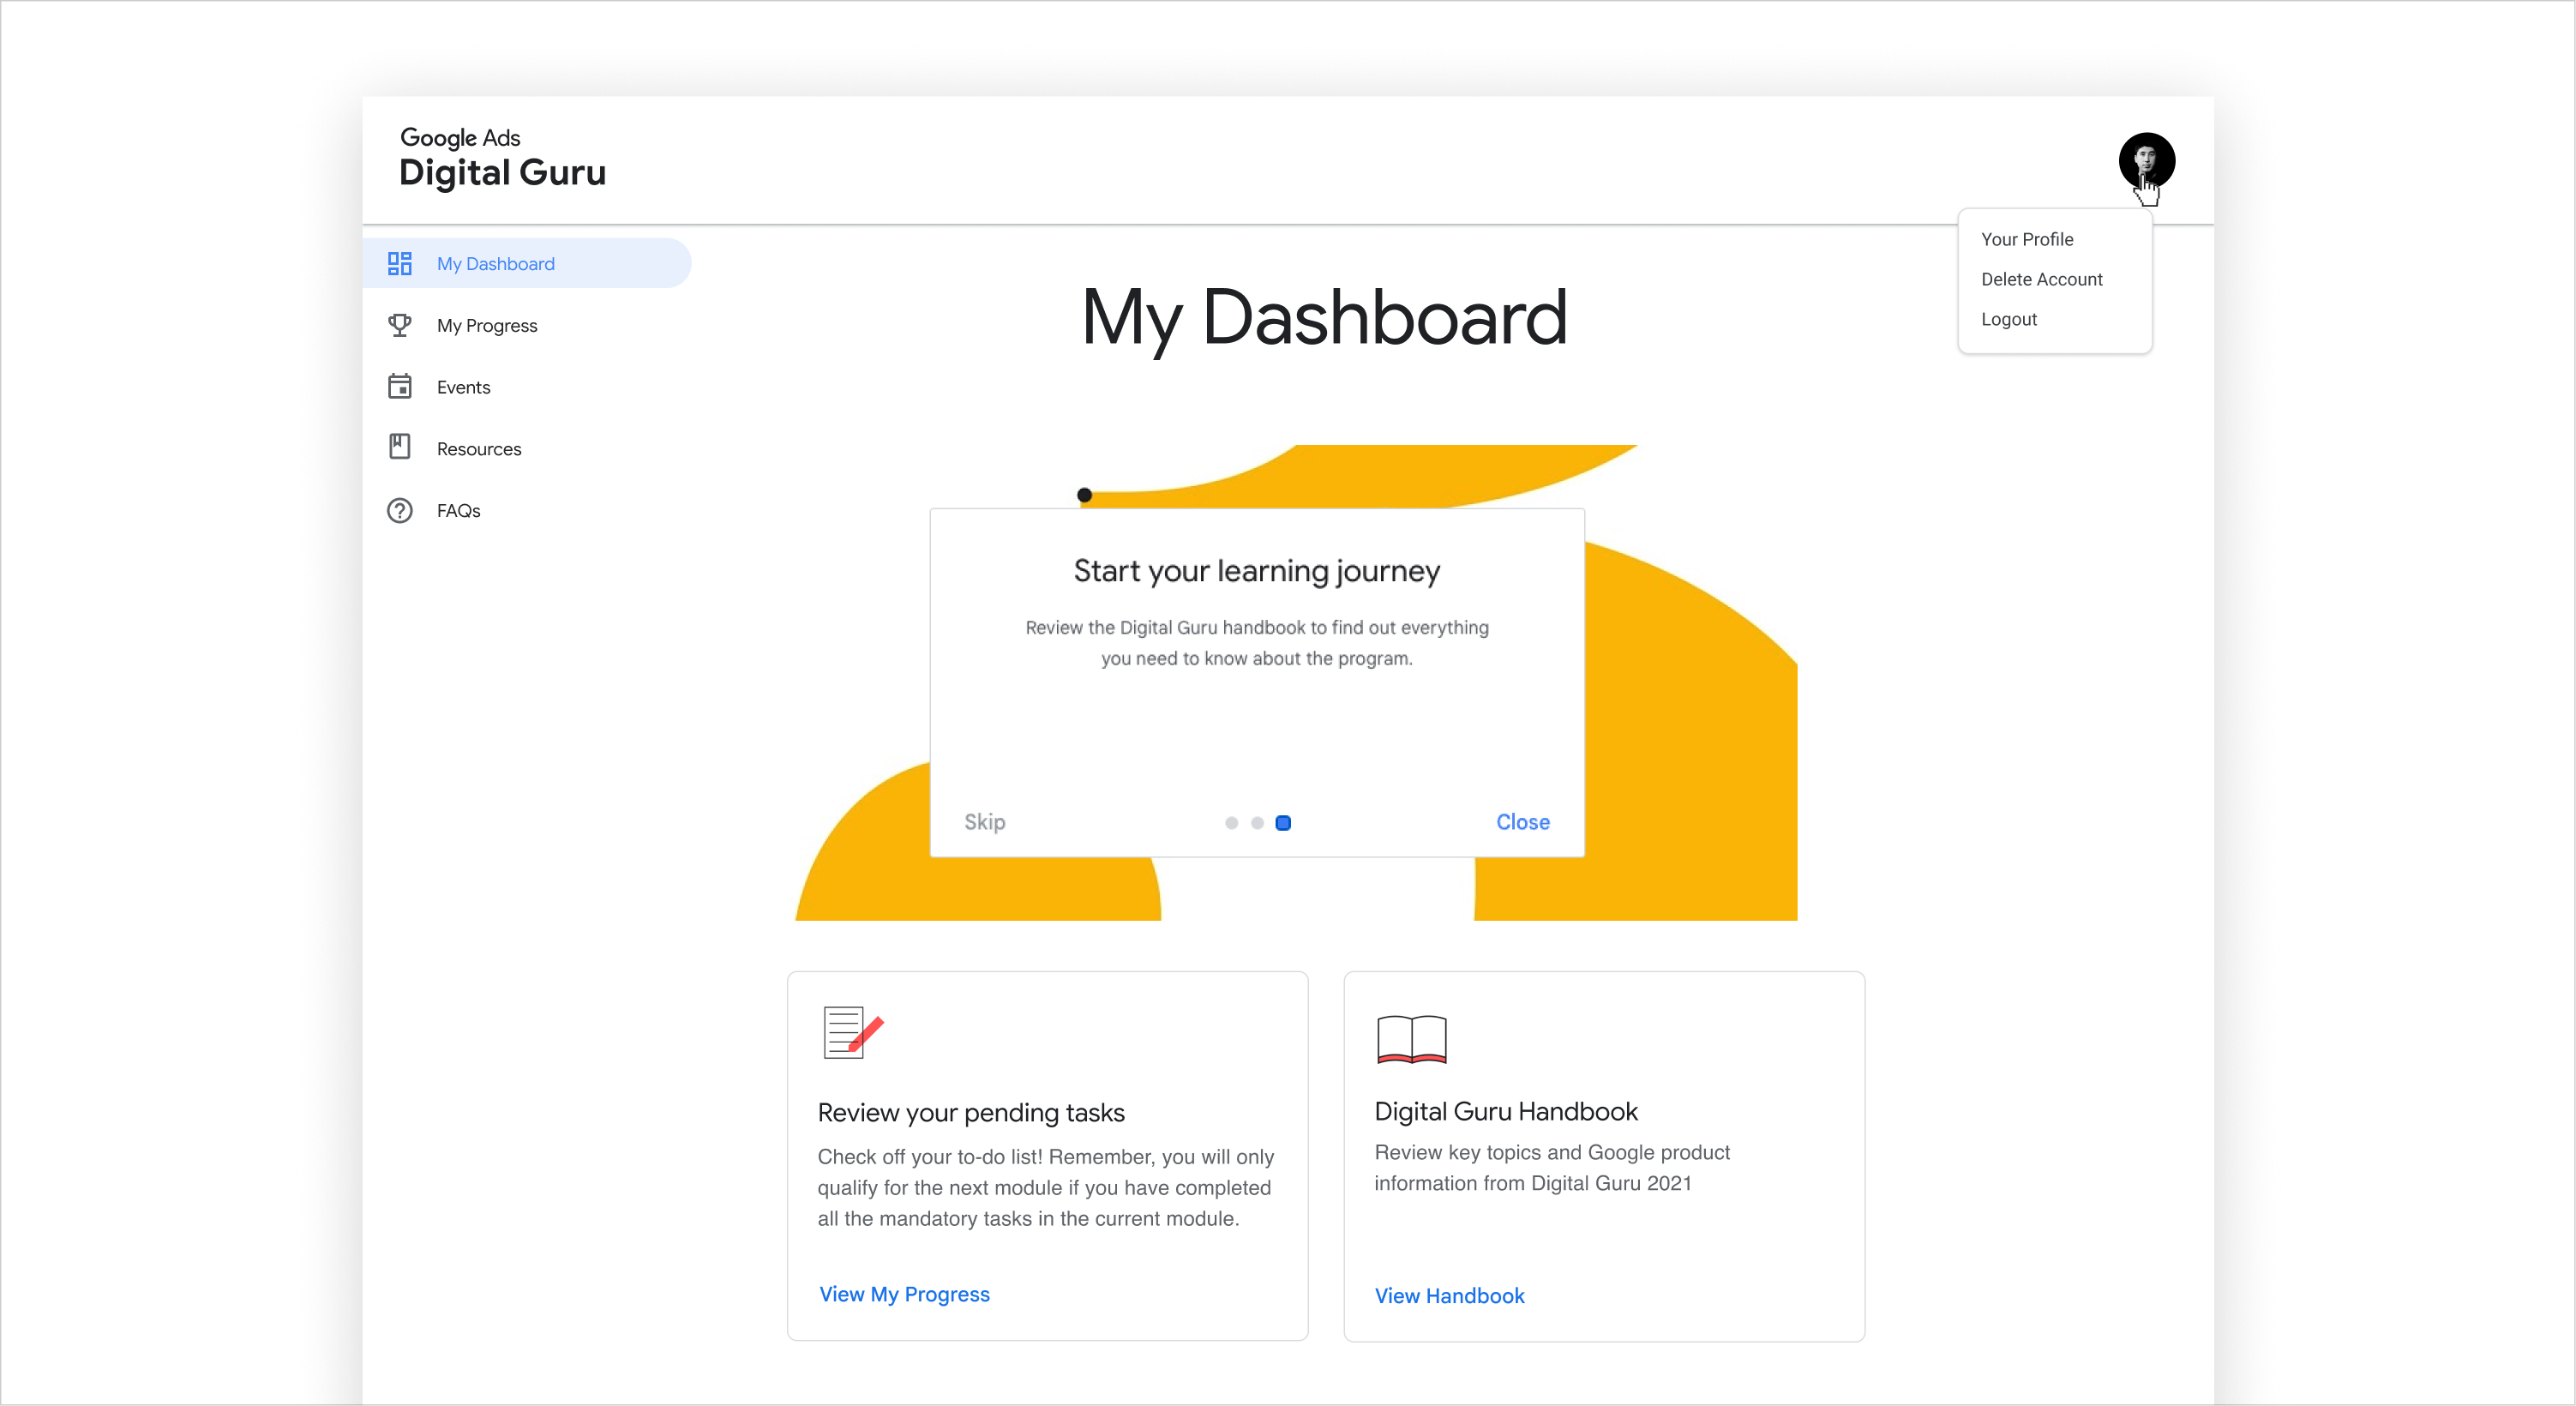 Google Ads
Digital Guru
Your Profile
Delete Account
Logout
My Dashboard
My Progress
Events
Resources
FAQs
My Dashboard
Start your learning journey
Review the Digital Guru handbook to find out everything
you need to know about the program.
Skip
Close
Review your pending tasks
Check off your to-do list! Remember, you will only
qualify for the next module if you have completed
all the mandatory tasks in the current module.
View My Progress
Digital Guru Handbook
Review key topics and Google product
information from Digital Guru 2021
View Handbook